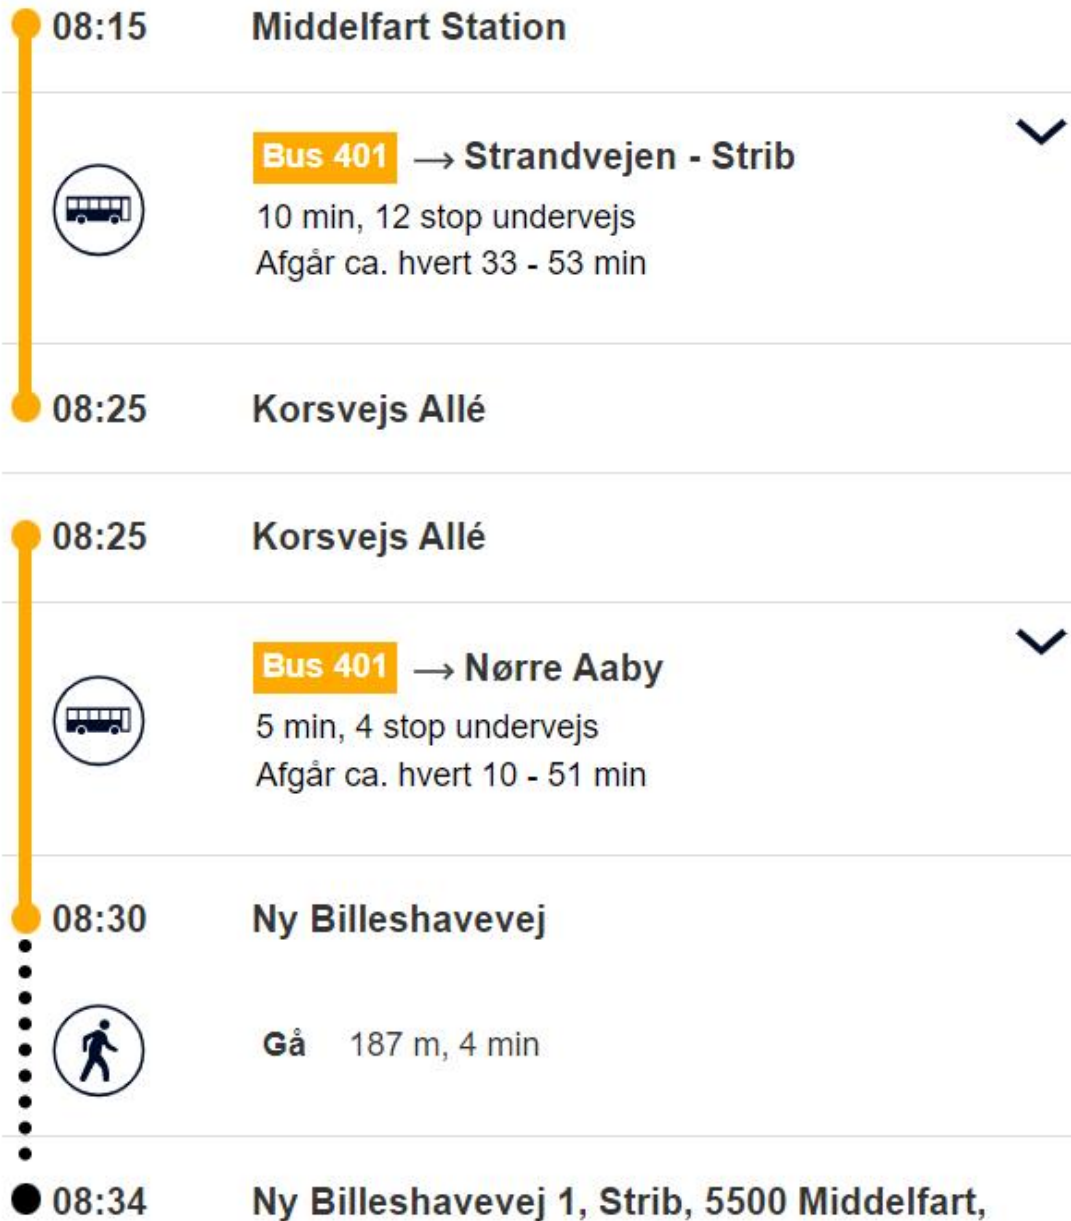 08:15 Middelfart Station
Bus 401 → Strandvejen - Strib
10 min, 12 stop undervejs
Afgår ca. hvert 33 - 53 min
08:25 Korsvejs Allé
08:25 Korsvejs Allé
Bus 401 → Nørre Aaby
5 min, 4 stop undervejs
Afgår ca. hvert 10 - 51 min
08:30 Ny Billeshavevej
Gå 187 m, 4 min
08:34 Ny Billeshavevej 1, Strib, 5500 Middelfart,